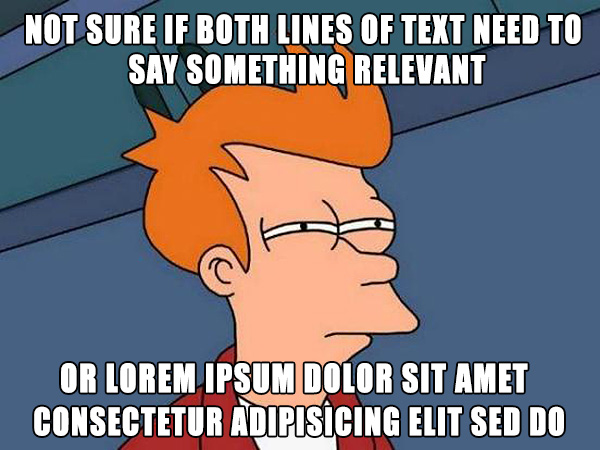 NOT SURE IF BOTH LINES OF TEXT NEED TO
SAY SOMETHING RELEVANT
OR LOREM IPSUM DOLOR SIT AMET
CONSECTETUR ADIPISICING ELIT SED DO